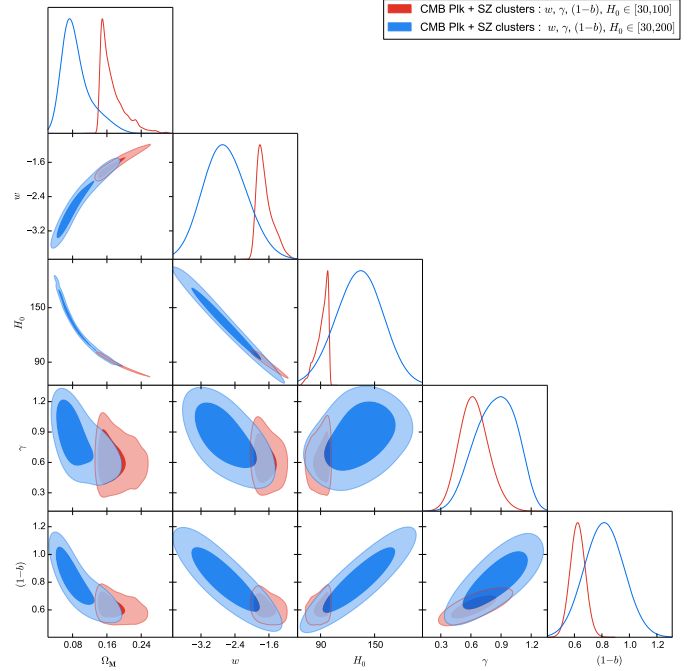 CMB Plk + SZ clusters : w, γ, (1−b), H₀ ∈ [30,100]
CMB Plk + SZ clusters : w, γ, (1−b), H₀ ∈ [30,200]
−1.6
−2.4
−3.2
w
150
90
H₀
1.2
0.9
0.6
0.3
γ
1.2
1.0
0.8
0.6
(1−b)
0.08 0.16 0.24
−3.2 −2.4 −1.6
90 150
0.3 0.6 0.9 1.2
0.6 0.8 1.0 1.2
Ω_M w H₀ γ (1−b)